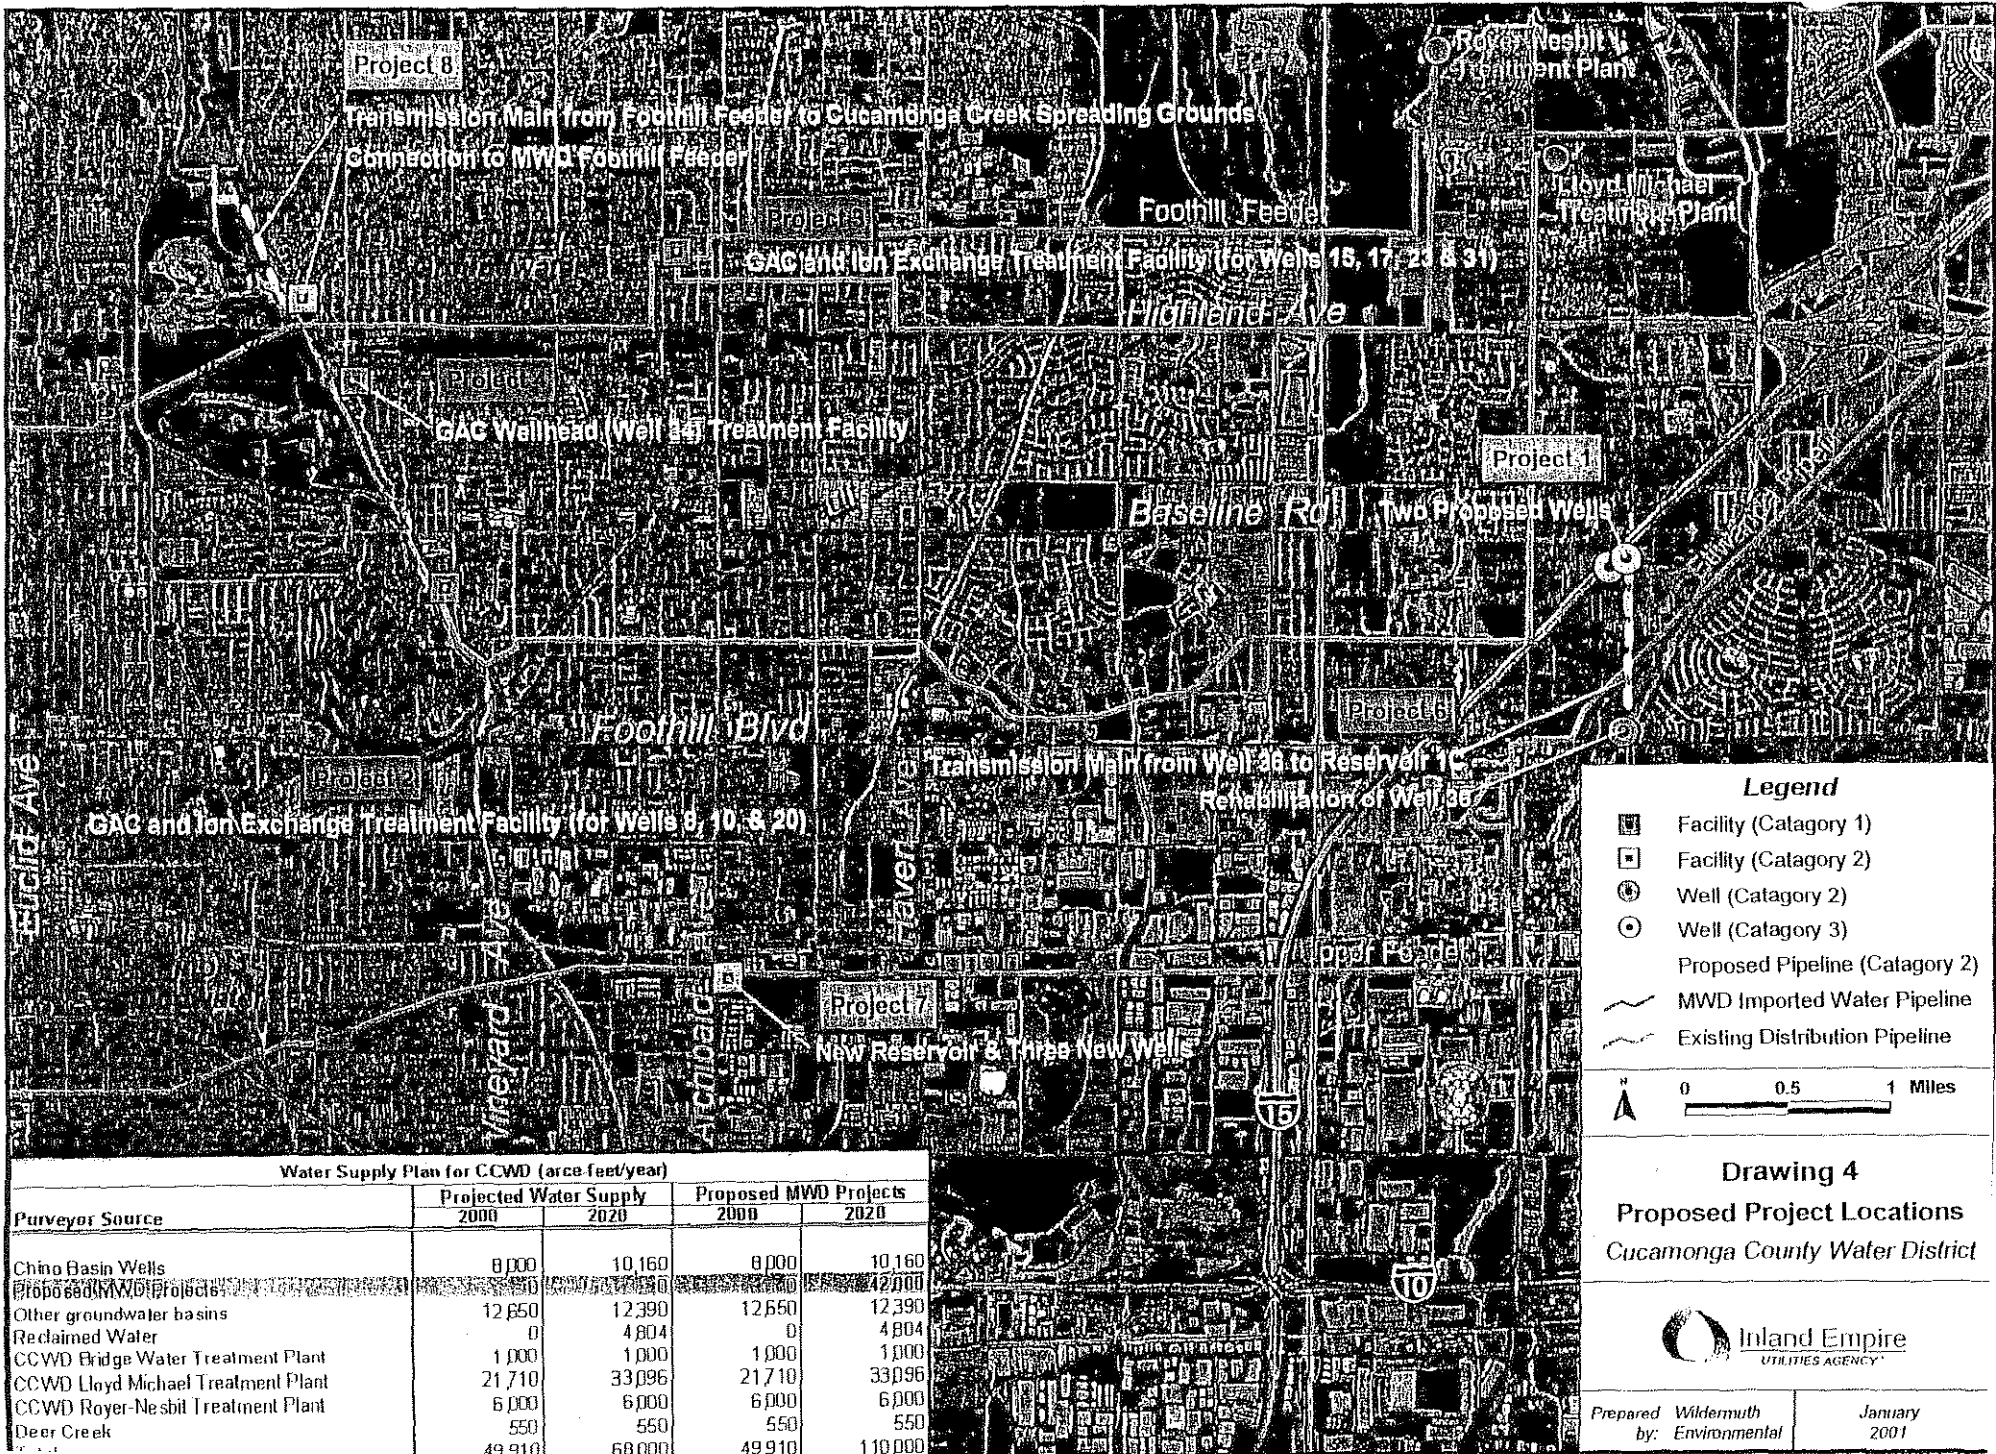 Project 8
Royer-Nesbit
Treatment Plant
Transmission Main from Foothill Feeder to Cucamonga Creek Spreading Grounds
Connection to MWD Foothill Feeder
Lloyd Michael
Treatment Plant
Foothill Feeder
GAC and Ion Exchange Treatment Facility (for Wells 15, 17, 23 & 31)
Highland Ave
Project
GAC Wellhead (Well 34) Treatment Facility
Project 1
Baseline Rd
Two Proposed Wells
Foothill Blvd
Project 6
Project 2
Transmission Main from Well 36 to Reservoir 1C
Rehabilitation of Well 36
GAC and Ion Exchange Treatment Facility (for Wells 8, 10, & 20)
Euclid Ave
Haven Ave
Vineyard Ave
Archibald
Upper Feeder
Project 7
New Reservoir & Three New Wells
15
10
Legend
Facility (Catagory 1)
Facility (Catagory 2)
Well (Catagory 2)
Well (Catagory 3)
Proposed Pipeline (Catagory 2)
MWD Imported Water Pipeline
Existing Distribution Pipeline
N
0 0.5 1 Miles
Drawing 4
Proposed Project Locations
Cucamonga County Water District
Inland Empire
UTILITIES AGENCY
Prepared by: Wildermuth Environmental
January 2001
Water Supply Plan for CCWD (arce-feet/year)
Projected Water Supply Proposed MWD Projects
Purveyor Source 2000 2020 2000 2020
Chino Basin Wells 8,000 10,160 8,000 10,160
Proposed MWD Projects 0 0 0 42,000
Other groundwater basins 12,650 12,390 12,650 12,390
Reclaimed Water 0 4,804 0 4,804
CCWD Bridge Water Treatment Plant 1,000 1,000 1,000 1,000
CCWD Lloyd Michael Treatment Plant 21,710 33,096 21,710 33,096
CCWD Royer-Nesbit Treatment Plant 6,000 6,000 6,000 6,000
Deer Creek 550 550 550 550
Total 49,910 68,000 49,910 110,000